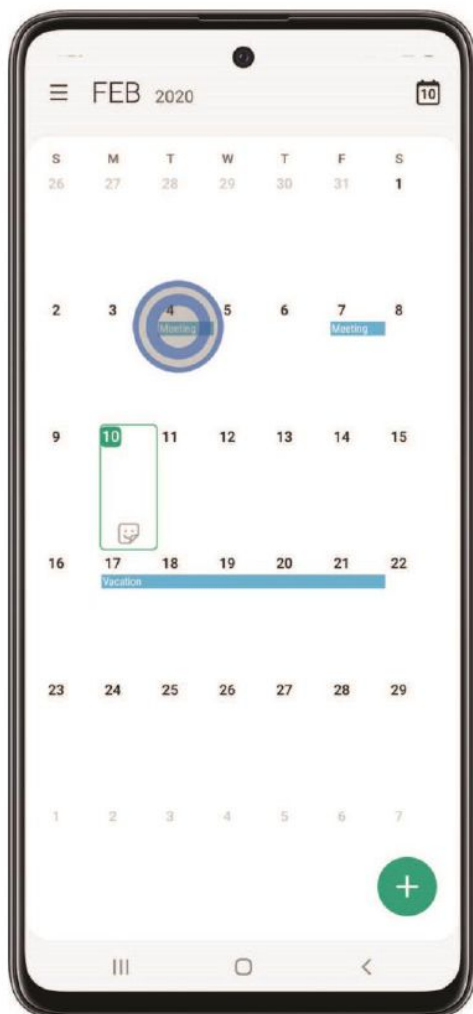 FEB 2020 10
S M T W T F S
26 27 28 29 30 31 1
2 3 4 5 6 7 8
Meeting Meeting
9 10 11 12 13 14 15
16 17 18 19 20 21 22
Vacation
23 24 25 26 27 28 29
1 2 3 4 5 6 7